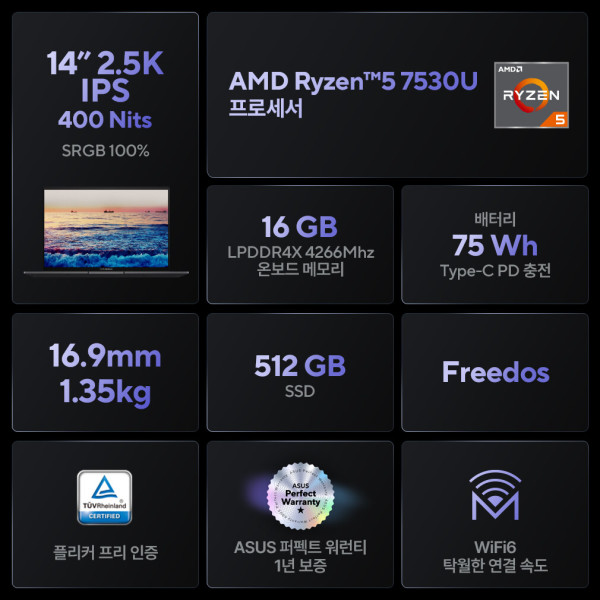 14″ 2.5K
IPS
400 Nits
SRGB 100%
AMD Ryzen™5 7530U
프로세서
AMD
RYZEN
5
16 GB
LPDDR4X 4266Mhz
온보드 메모리
배터리
75 Wh
Type-C PD 충전
16.9mm
1.35kg
512 GB
SSD
Freedos
TÜVRheinland
CERTIFIED
플리커 프리 인증
ASUS
Perfect
Warranty
ASUS 퍼펙트 워런티
1년 보증
WiFi6
탁월한 연결 속도